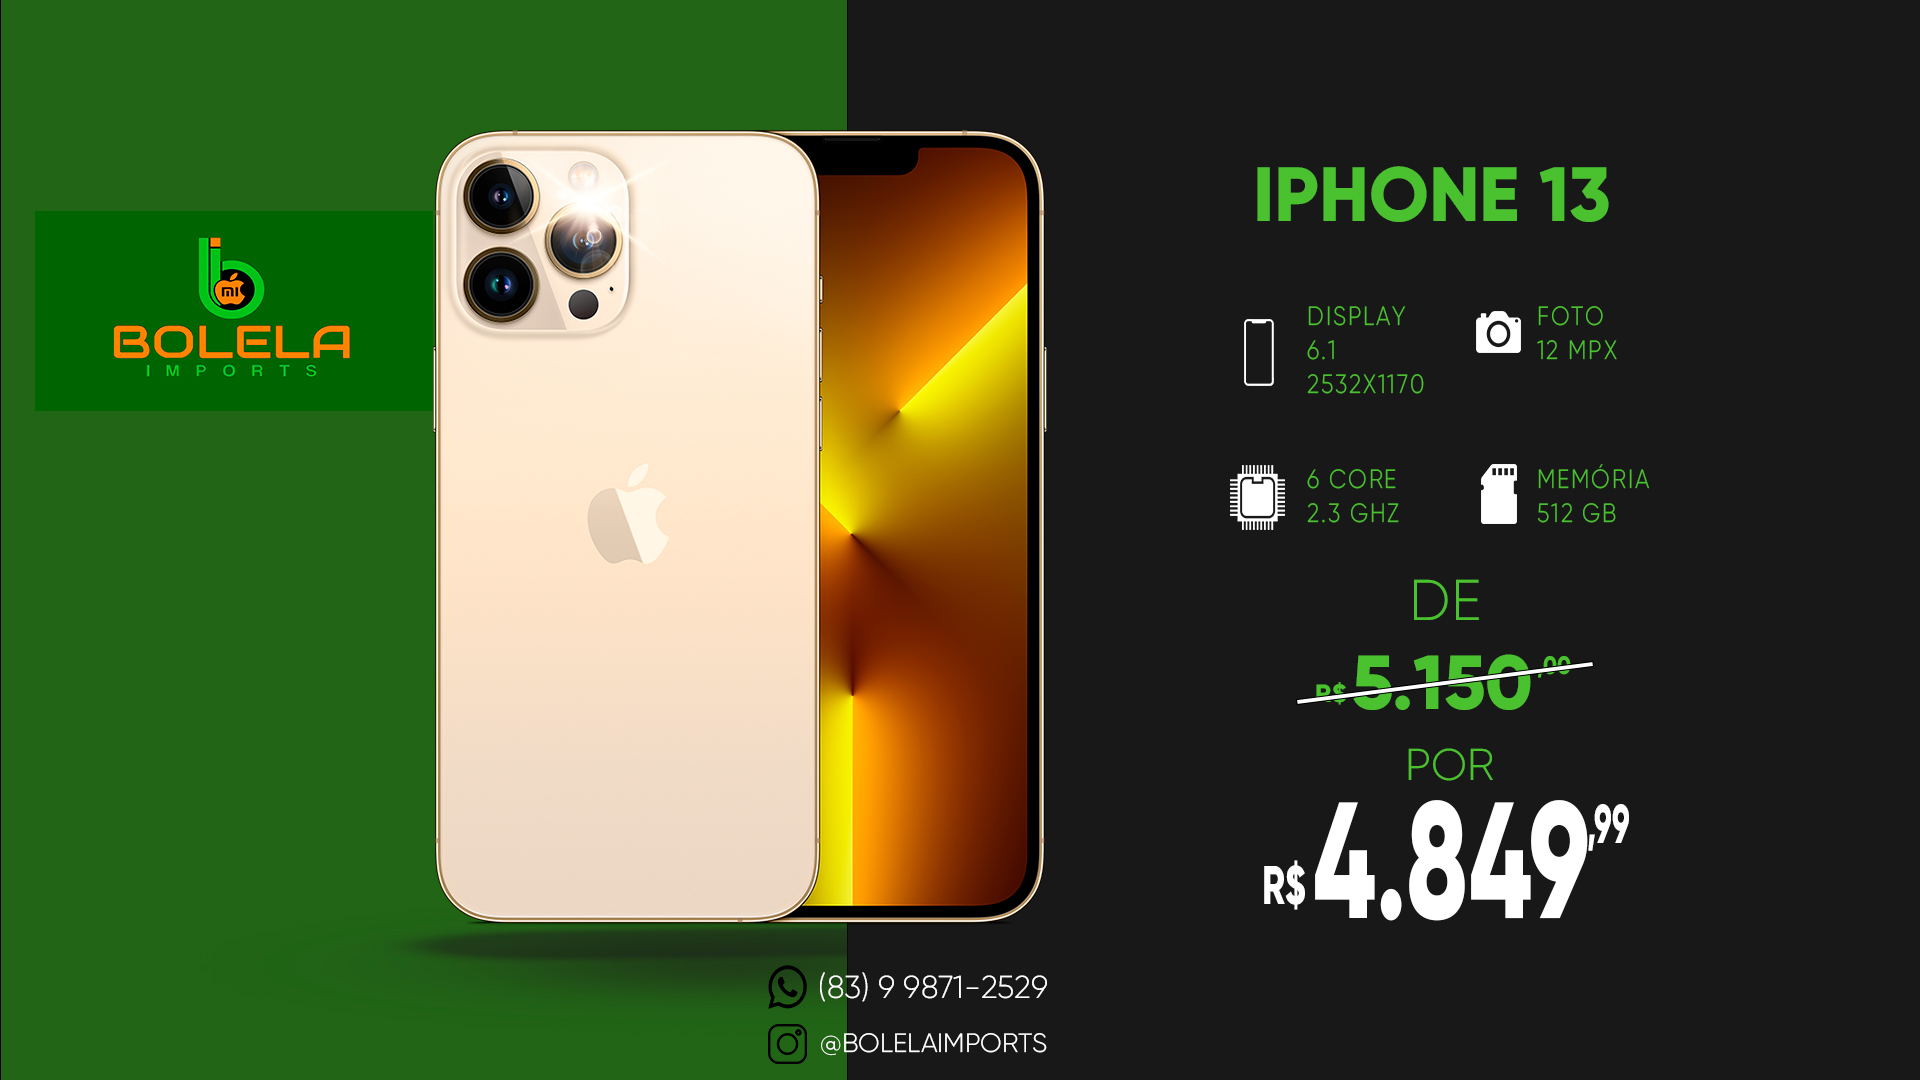 MI
BOLELA
IMPORTS
IPHONE 13
DISPLAY
6.1
2532X1170
FOTO
12 MPX
6 CORE
2.3 GHZ
MEMÓRIA
512 GB
DE
R$ 5.150,00
POR
R$ 4.849,99
(83) 9 9871-2529
@BOLELAIMPORTS